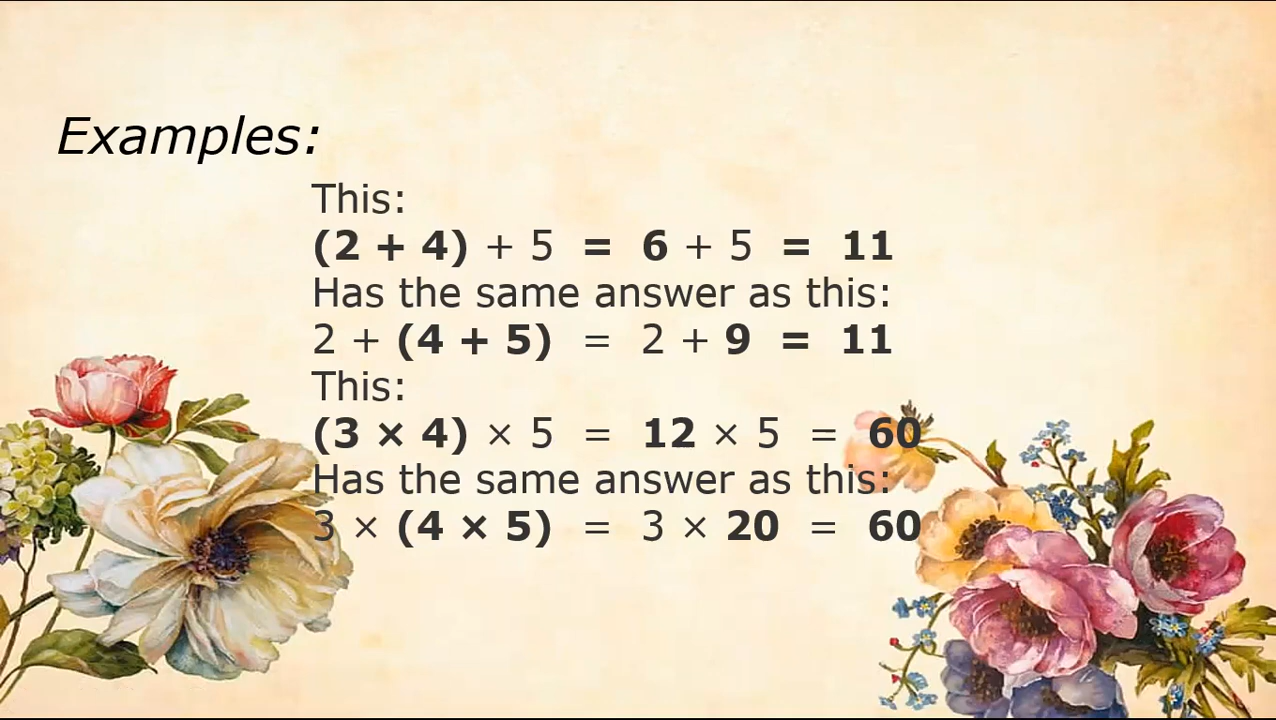 Examples:
This:
(2 + 4) + 5 = 6 + 5 = 11
Has the same answer as this:
2 + (4 + 5) = 2 + 9 = 11
This:
(3 × 4) × 5 = 12 × 5 = 60
Has the same answer as this:
3 × (4 × 5) = 3 × 20 = 60